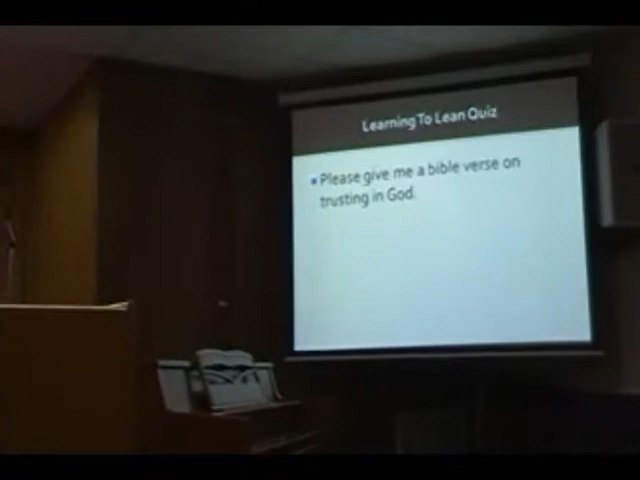 Learning To Lean Quiz
Please give me a bible verse on
trusting in God.